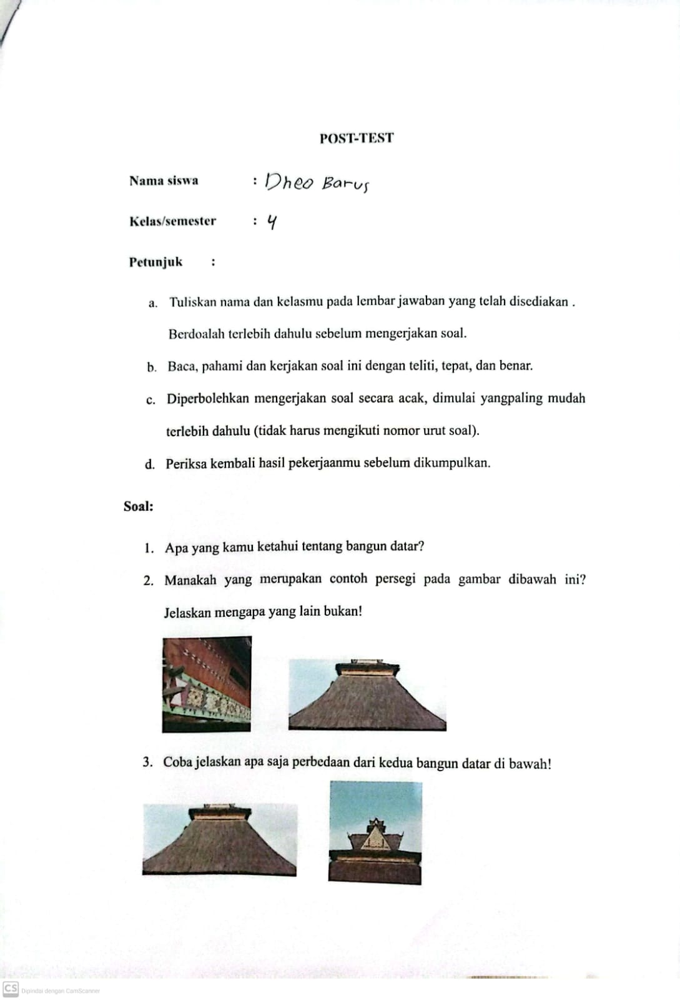 POST-TEST
Nama siswa : Dheo Barus
Kelas/semester : 4
Petunjuk :
a. Tuliskan nama dan kelasmu pada lembar jawaban yang telah disediakan .
Berdoalah terlebih dahulu sebelum mengerjakan soal.
b. Baca, pahami dan kerjakan soal ini dengan teliti, tepat, dan benar.
c. Diperbolehkan mengerjakan soal secara acak, dimulai yangpaling mudah
terlebih dahulu (tidak harus mengikuti nomor urut soal).
d. Periksa kembali hasil pekerjaanmu sebelum dikumpulkan.
Soal:
1. Apa yang kamu ketahui tentang bangun datar?
2. Manakah yang merupakan contoh persegi pada gambar dibawah ini?
Jelaskan mengapa yang lain bukan!
3. Coba jelaskan apa saja perbedaan dari kedua bangun datar di bawah!
CS Dipindai dengan CamScanner